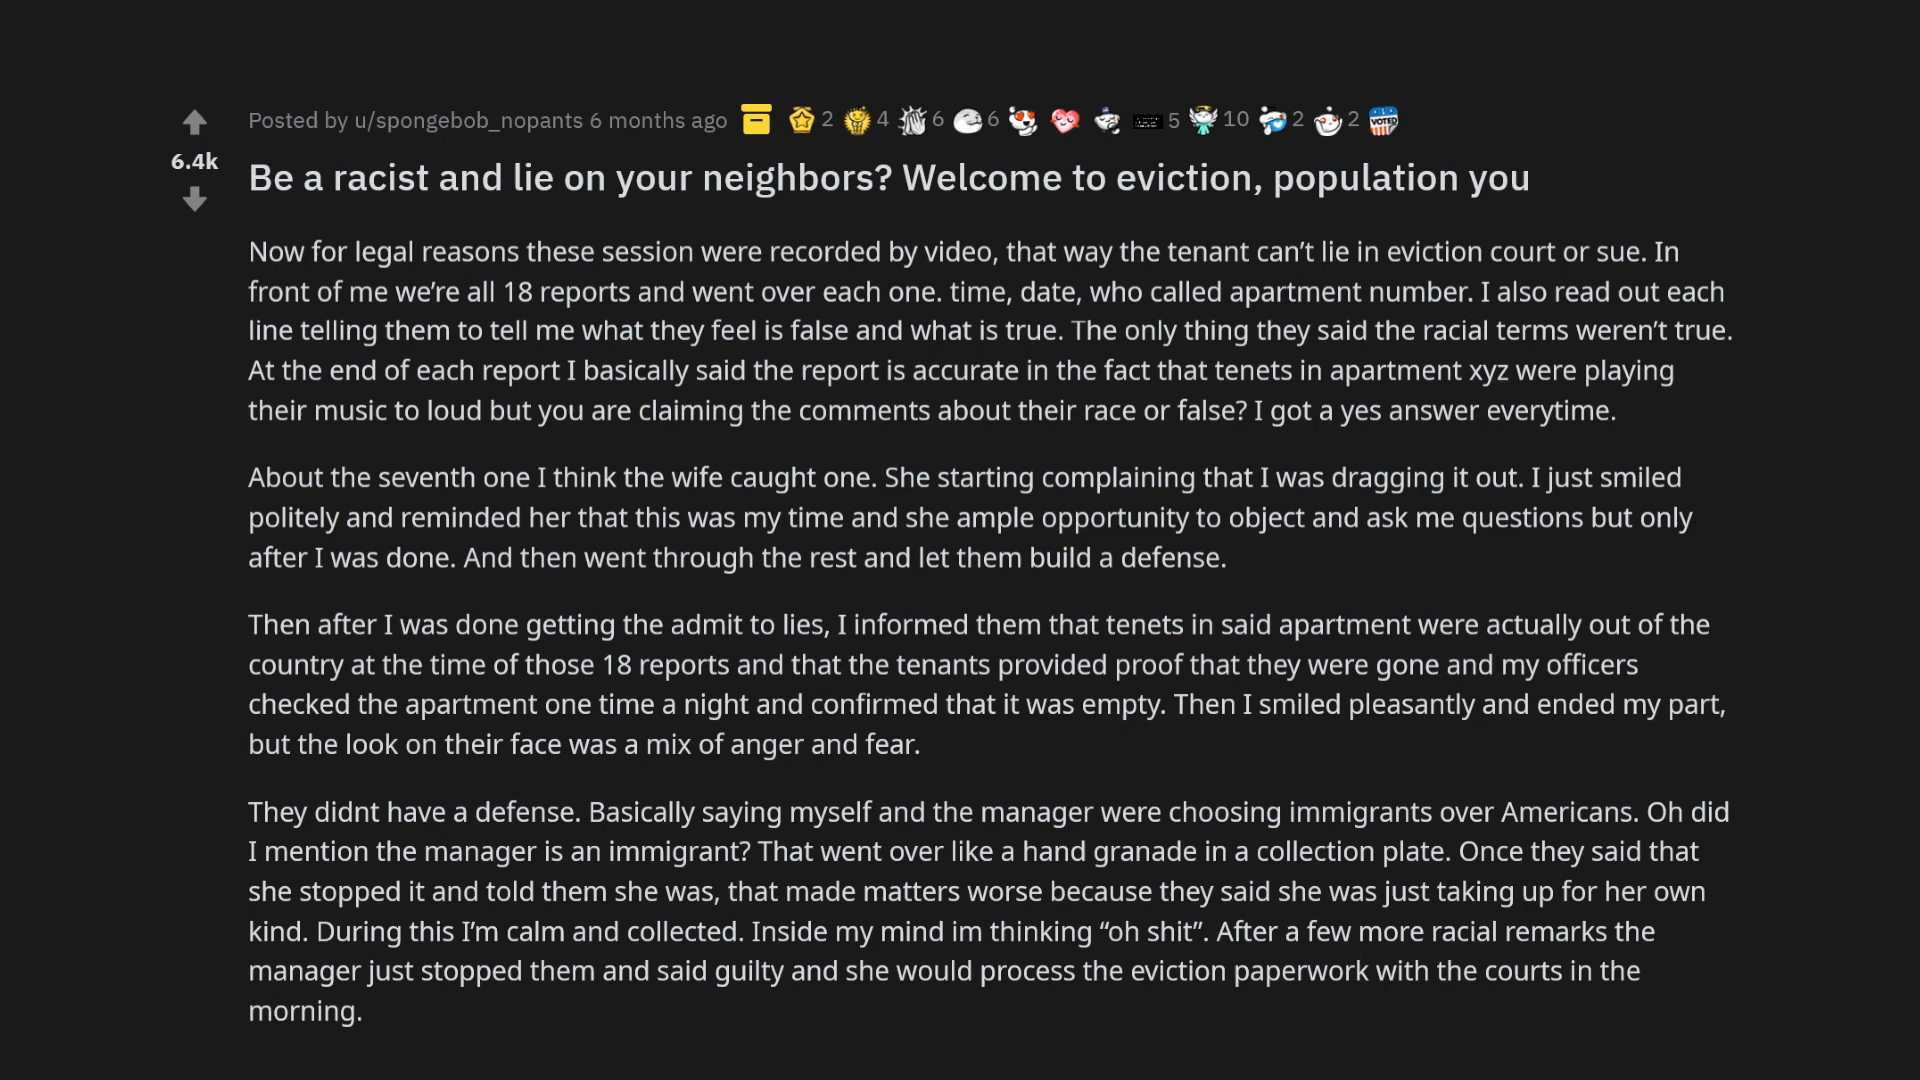 Posted by u/spongebob_nopants 6 months ago 2 4 6 6 5 10 2 2 VOTED
6.4k
Be a racist and lie on your neighbors? Welcome to eviction, population you
Now for legal reasons these session were recorded by video, that way the tenant can’t lie in eviction court or sue. In
front of me we’re all 18 reports and went over each one. time, date, who called apartment number. I also read out each
line telling them to tell me what they feel is false and what is true. The only thing they said the racial terms weren’t true.
At the end of each report I basically said the report is accurate in the fact that tenets in apartment xyz were playing
their music to loud but you are claiming the comments about their race or false? I got a yes answer everytime.
About the seventh one I think the wife caught one. She starting complaining that I was dragging it out. I just smiled
politely and reminded her that this was my time and she ample opportunity to object and ask me questions but only
after I was done. And then went through the rest and let them build a defense.
Then after I was done getting the admit to lies, I informed them that tenets in said apartment were actually out of the
country at the time of those 18 reports and that the tenants provided proof that they were gone and my officers
checked the apartment one time a night and confirmed that it was empty. Then I smiled pleasantly and ended my part,
but the look on their face was a mix of anger and fear.
They didnt have a defense. Basically saying myself and the manager were choosing immigrants over Americans. Oh did
I mention the manager is an immigrant? That went over like a hand granade in a collection plate. Once they said that
she stopped it and told them she was, that made matters worse because they said she was just taking up for her own
kind. During this I’m calm and collected. Inside my mind im thinking “oh shit”. After a few more racial remarks the
manager just stopped them and said guilty and she would process the eviction paperwork with the courts in the
morning.